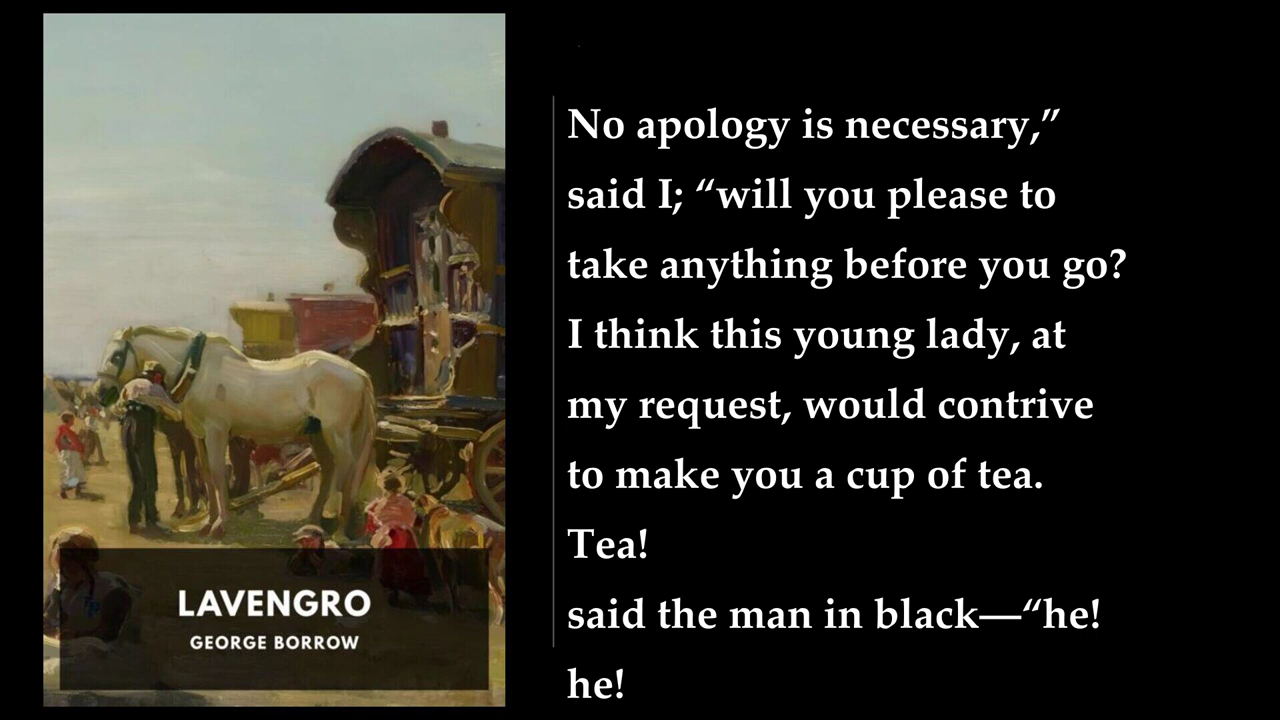 LAVENGRO
GEORGE BORROW
No apology is necessary,”
said I; “will you please to
take anything before you go?
I think this young lady, at
my request, would contrive
to make you a cup of tea.
Tea!
said the man in black—“he!
he!